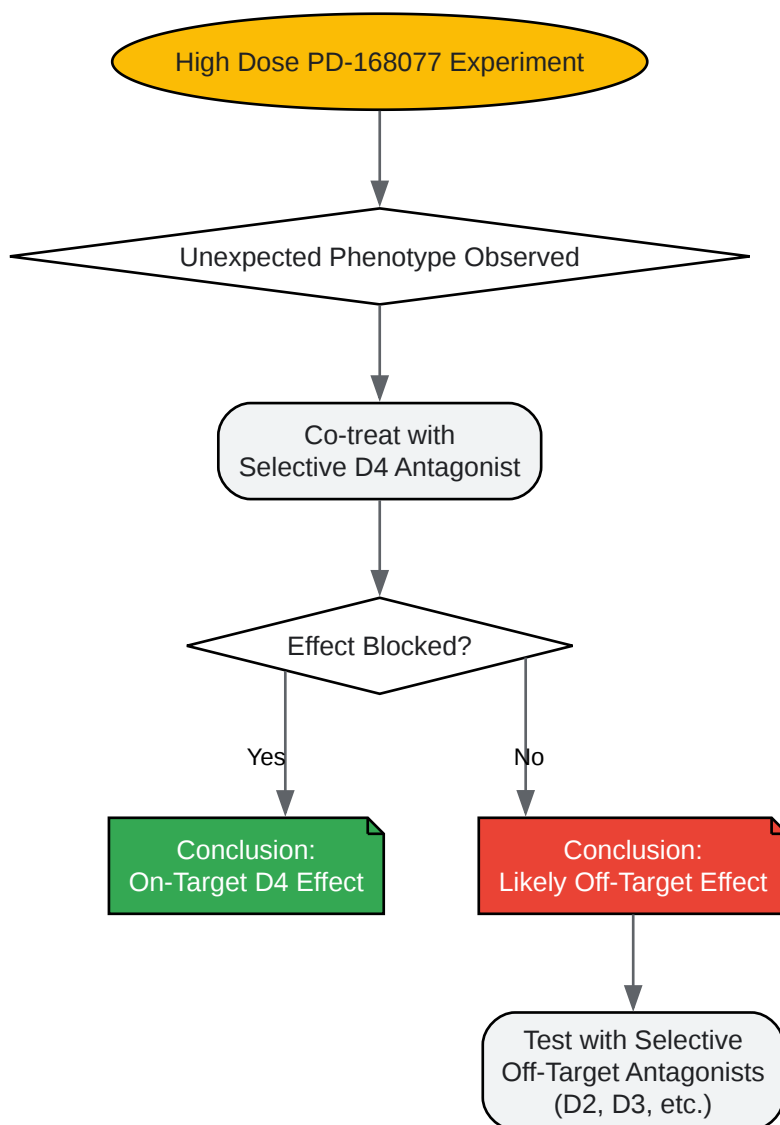 High Dose PD-168077 Experiment
Unexpected Phenotype Observed
Co-treat with
Selective D4 Antagonist
Effect Blocked?
Yes
No
Conclusion:
On-Target D4 Effect
Conclusion:
Likely Off-Target Effect
Test with Selective
Off-Target Antagonists
(D2, D3, etc.)